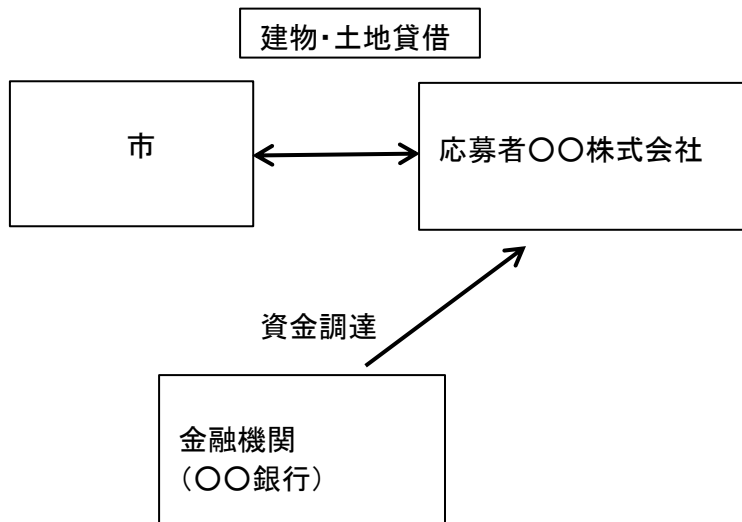 建物・土地貸借
市
応募者〇〇株式会社
資金調達
金融機関
(〇〇銀行)